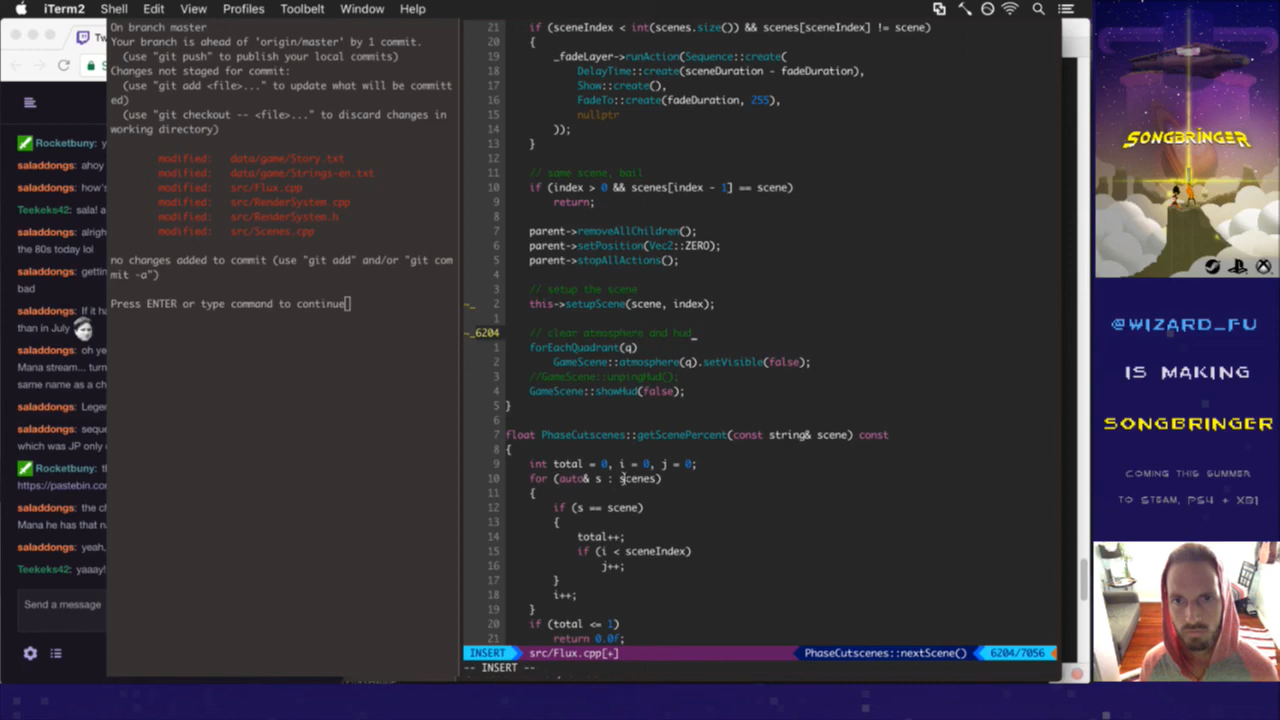 iTerm2 Shell Edit View Profiles Toolbelt Window Help
Tw
S
Rocketbuny: y
saladdongs: ahoy
saladdongs: how's
Teekeks42: sala! a
saladdongs: alrigh
the 80s today lol
saladdongs: gettin
bad
saladdongs: If it ha
than in July
saladdongs: oh ye
Mana stream... turn
same name as a ch
saladdongs: Legen
saladdongs: seque
which was JP only
Rocketbuny: th
https://pastebin.com
saladdongs: the c
Mana he has that n
saladdongs: yeah,
Teekeks42: yaaay!
Send a message
On branch master
Your branch is ahead of 'origin/master' by 1 commit.
(use "git push" to publish your local commits)
Changes not staged for commit:
(use "git add <file>..." to update what will be committ
ed)
(use "git checkout -- <file>..." to discard changes in
working directory)
modified: data/game/Story.txt
modified: data/game/Strings-en.txt
modified: src/Flux.cpp
modified: src/RenderSystem.cpp
modified: src/RenderSystem.h
modified: src/Scenes.cpp
no changes added to commit (use "git add" and/or "git com
mit -a")
Press ENTER or type command to continue
21 if (sceneIndex < int(scenes.size()) && scenes[sceneIndex] != scene)
20 {
19 _fadeLayer->runAction(Sequence::create(
18 DelayTime::create(sceneDuration - fadeDuration),
17 Show::create(),
16 FadeTo::create(fadeDuration, 255),
15 nullptr
14 ));
13 }
12
11 // same scene, bail
10 if (index > 0 && scenes[index - 1] == scene)
9 return;
8
7 parent->removeAllChildren();
6 parent->setPosition(Vec2::ZERO);
5 parent->stopAllActions();
4
3 // setup the scene
~_ 2 this->setupScene(scene, index);
1
~_6204 // clear atmosphere and hud_
1 forEachQuadrant(q)
2 GameScene::atmosphere(q).setVisible(false);
3 //GameScene::unpingHud();
4 GameScene::showHud(false);
5 }
6
7 float PhaseCutscenes::getScenePercent(const string& scene) const
8 {
9 int total = 0, i = 0, j = 0;
10 for (auto& s : scenes)
11 {
12 if (s == scene)
13 {
14 total++;
15 if (i < sceneIndex)
16 j++;
17 }
18 i++;
19 }
20 if (total <= 1)
21 return 0.0f;
INSERT src/Flux.cpp[+] PhaseCutscenes::nextScene() 6204/7056
-- INSERT --
SONGBRINGER
@WIZARD_FU
IS MAKING
SONGBRINGER
COMING THIS SUMMER
TO STEAM, PS4 + XB1